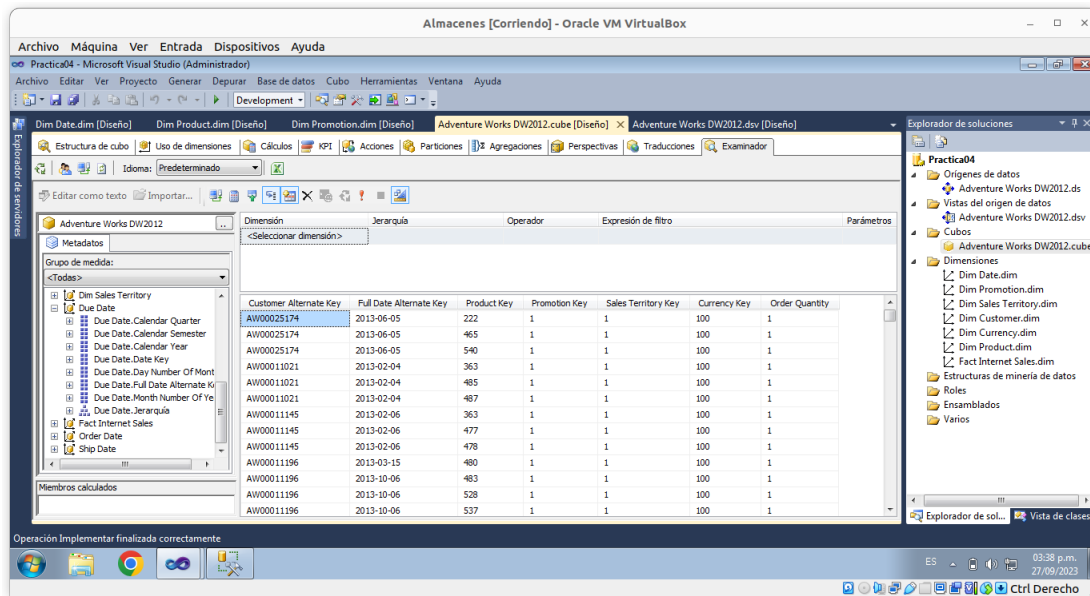 Almacenes [Corriendo] - Oracle VM VirtualBox
Archivo Máquina Ver Entrada Dispositivos Ayuda
Practica04 - Microsoft Visual Studio (Administrador)
Archivo Editar Ver Proyecto Generar Depurar Base de datos Cubo Herramientas Ventana Ayuda
Development
Dim Date.dim [Diseño] Dim Product.dim [Diseño] Dim Promotion.dim [Diseño] Adventure Works DW2012.cube [Diseño] Adventure Works DW2012.dsv [Diseño]
Explorador de servidores
Estructura de cubo Uso de dimensiones Cálculos KPI Acciones Particiones Agregaciones Perspectivas Traducciones Examinador
Idioma: Predeterminado
Editar como texto Importar...
Adventure Works DW2012 ..
Metadatos
Grupo de medida:
<Todas>
Dim Sales Territory
Due Date
Due Date.Calendar Quarter
Due Date.Calendar Semester
Due Date.Calendar Year
Due Date.Date Key
Due Date.Day Number Of Mont
Due Date.Full Date Alternate K
Due Date.Month Number Of Ye
Due Date.Jerarquía
Fact Internet Sales
Order Date
Ship Date
Miembros calculados
Dimensión Jerarquía Operador Expresión de filtro Parámetros
<Seleccionar dimensión>
Customer Alternate Key Full Date Alternate Key Product Key Promotion Key Sales Territory Key Currency Key Order Quantity
AW00025174 2013-06-05 222 1 1 100 1
AW00025174 2013-06-05 465 1 1 100 1
AW00025174 2013-06-05 540 1 1 100 1
AW00011021 2013-02-04 363 1 1 100 1
AW00011021 2013-02-04 485 1 1 100 1
AW00011021 2013-02-04 487 1 1 100 1
AW00011145 2013-02-06 363 1 1 100 1
AW00011145 2013-02-06 477 1 1 100 1
AW00011145 2013-02-06 478 1 1 100 1
AW00011196 2013-03-15 480 1 1 100 1
AW00011196 2013-10-06 483 1 1 100 1
AW00011196 2013-10-06 528 1 1 100 1
AW00011196 2013-10-06 537 1 1 100 1
Explorador de soluciones
Practica04
Orígenes de datos
Adventure Works DW2012.ds
Vistas del origen de datos
Adventure Works DW2012.dsv
Cubos
Adventure Works DW2012.cube
Dimensiones
Dim Date.dim
Dim Promotion.dim
Dim Sales Territory.dim
Dim Customer.dim
Dim Currency.dim
Dim Product.dim
Fact Internet Sales.dim
Estructuras de minería de datos
Roles
Ensamblados
Varios
Explorador de sol... Vista de clases
Operación Implementar finalizada correctamente
ES 03:38 p.m.
27/09/2023
Ctrl Derecho